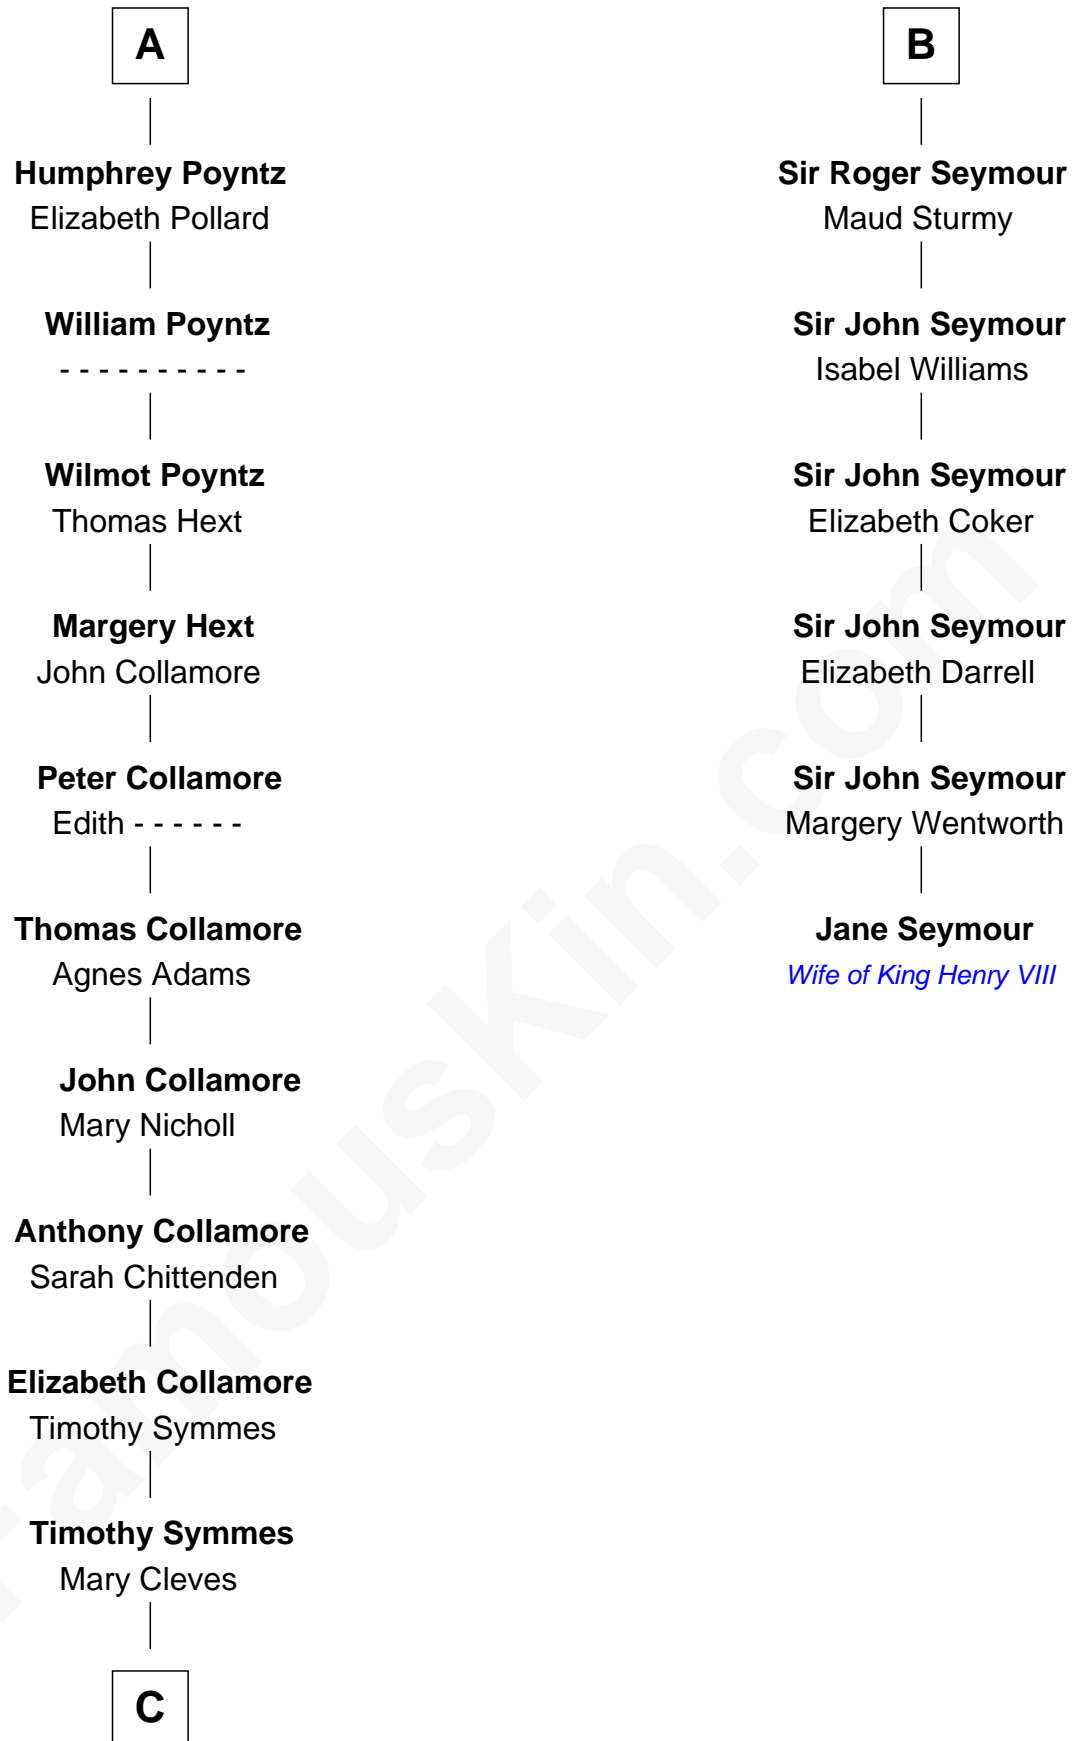 A
Humphrey Poyntz
Elizabeth Pollard
William Poyntz
- - - - - - - - - -
Wilmot Poyntz
Thomas Hext
Margery Hext
John Collamore
Peter Collamore
Edith - - - - - -
Thomas Collamore
Agnes Adams
John Collamore
Mary Nicholl
Anthony Collamore
Sarah Chittenden
Elizabeth Collamore
Timothy Symmes
Timothy Symmes
Mary Cleves
C
B
Sir Roger Seymour
Maud Sturmy
Sir John Seymour
Isabel Williams
Sir John Seymour
Elizabeth Coker
Sir John Seymour
Elizabeth Darrell
Sir John Seymour
Margery Wentworth
Jane Seymour
Wife of King Henry VIII
FamousKin.com